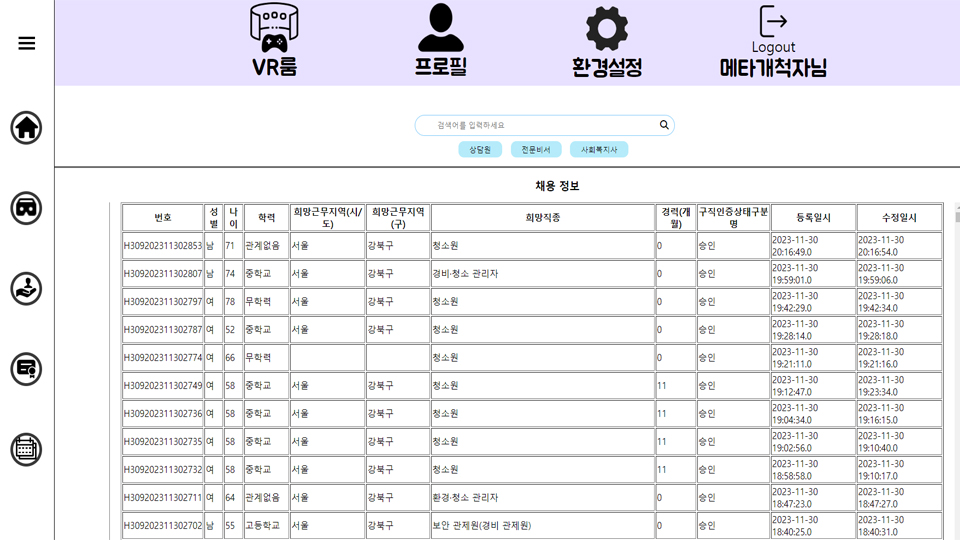 VR룸
프로필
환경설정
Logout
메타개척자님
검색어를 입력하세요
상담원 전문비서 사회복지사
채용 정보
번호 성별 나이 학력 희망근무지역(시/도) 희망근무지역(구) 희망직종 경력(개월) 구직인증상태구분명 등록일시 수정일시
H309202311302853 남 71 관계없음 서울 강북구 청소원 0 승인 2023-11-30 20:16:49.0 2023-11-30 20:16:54.0
H309202311302807 남 74 중학교 서울 강북구 경비·청소 관리자 0 승인 2023-11-30 19:59:01.0 2023-11-30 19:59:06.0
H309202311302797 여 78 무학력 서울 강북구 청소원 0 승인 2023-11-30 19:42:29.0 2023-11-30 19:42:34.0
H309202311302787 여 52 중학교 서울 강북구 청소원 0 승인 2023-11-30 19:28:14.0 2023-11-30 19:28:18.0
H309202311302774 여 66 무학력 청소원 0 승인 2023-11-30 19:21:11.0 2023-11-30 19:21:16.0
H309202311302749 여 58 중학교 서울 강북구 청소원 11 승인 2023-11-30 19:12:47.0 2023-11-30 19:23:34.0
H309202311302736 여 58 중학교 서울 강북구 청소원 11 승인 2023-11-30 19:04:34.0 2023-11-30 19:16:15.0
H309202311302735 여 58 중학교 서울 강북구 청소원 11 승인 2023-11-30 19:02:56.0 2023-11-30 19:10:40.0
H309202311302732 여 58 중학교 서울 강북구 청소원 11 승인 2023-11-30 18:58:58.0 2023-11-30 19:10:17.0
H309202311302711 여 64 관계없음 서울 강북구 환경·청소 관리자 0 승인 2023-11-30 18:47:23.0 2023-11-30 18:47:27.0
H309202311302702 남 55 고등학교 서울 강북구 보안 관제원(경비 관제원) 0 승인 2023-11-30 18:40:25.0 2023-11-30 18:40:31.0